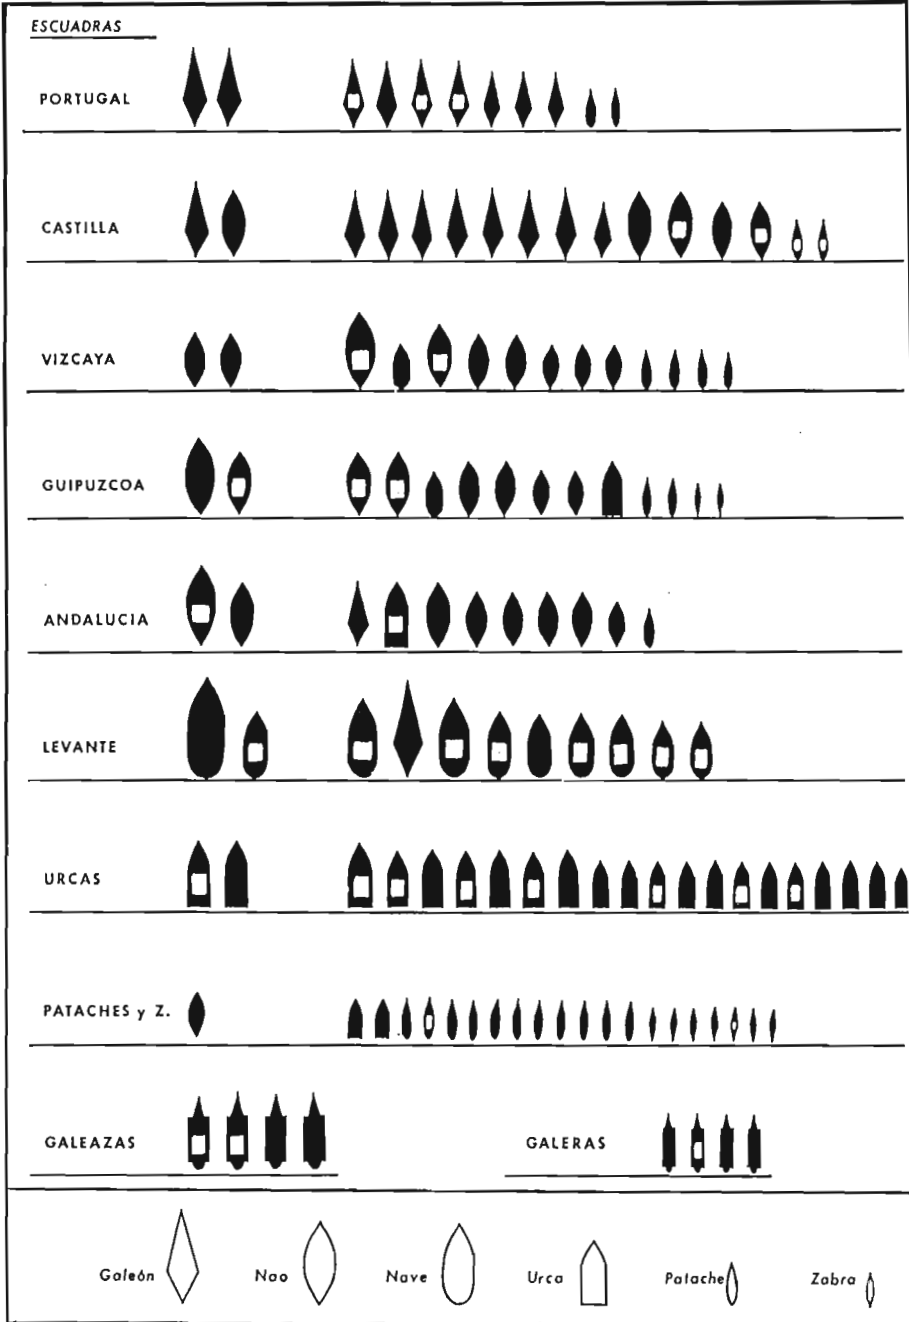 ESCUADRAS
PORTUGAL
CASTILLA
VIZCAYA
GUIPUZCOA
ANDALUCIA
LEVANTE
URCAS
PATACHES y Z.
GALEAZAS GALERAS
Galeón Nao Nave Urca Patache Zabra